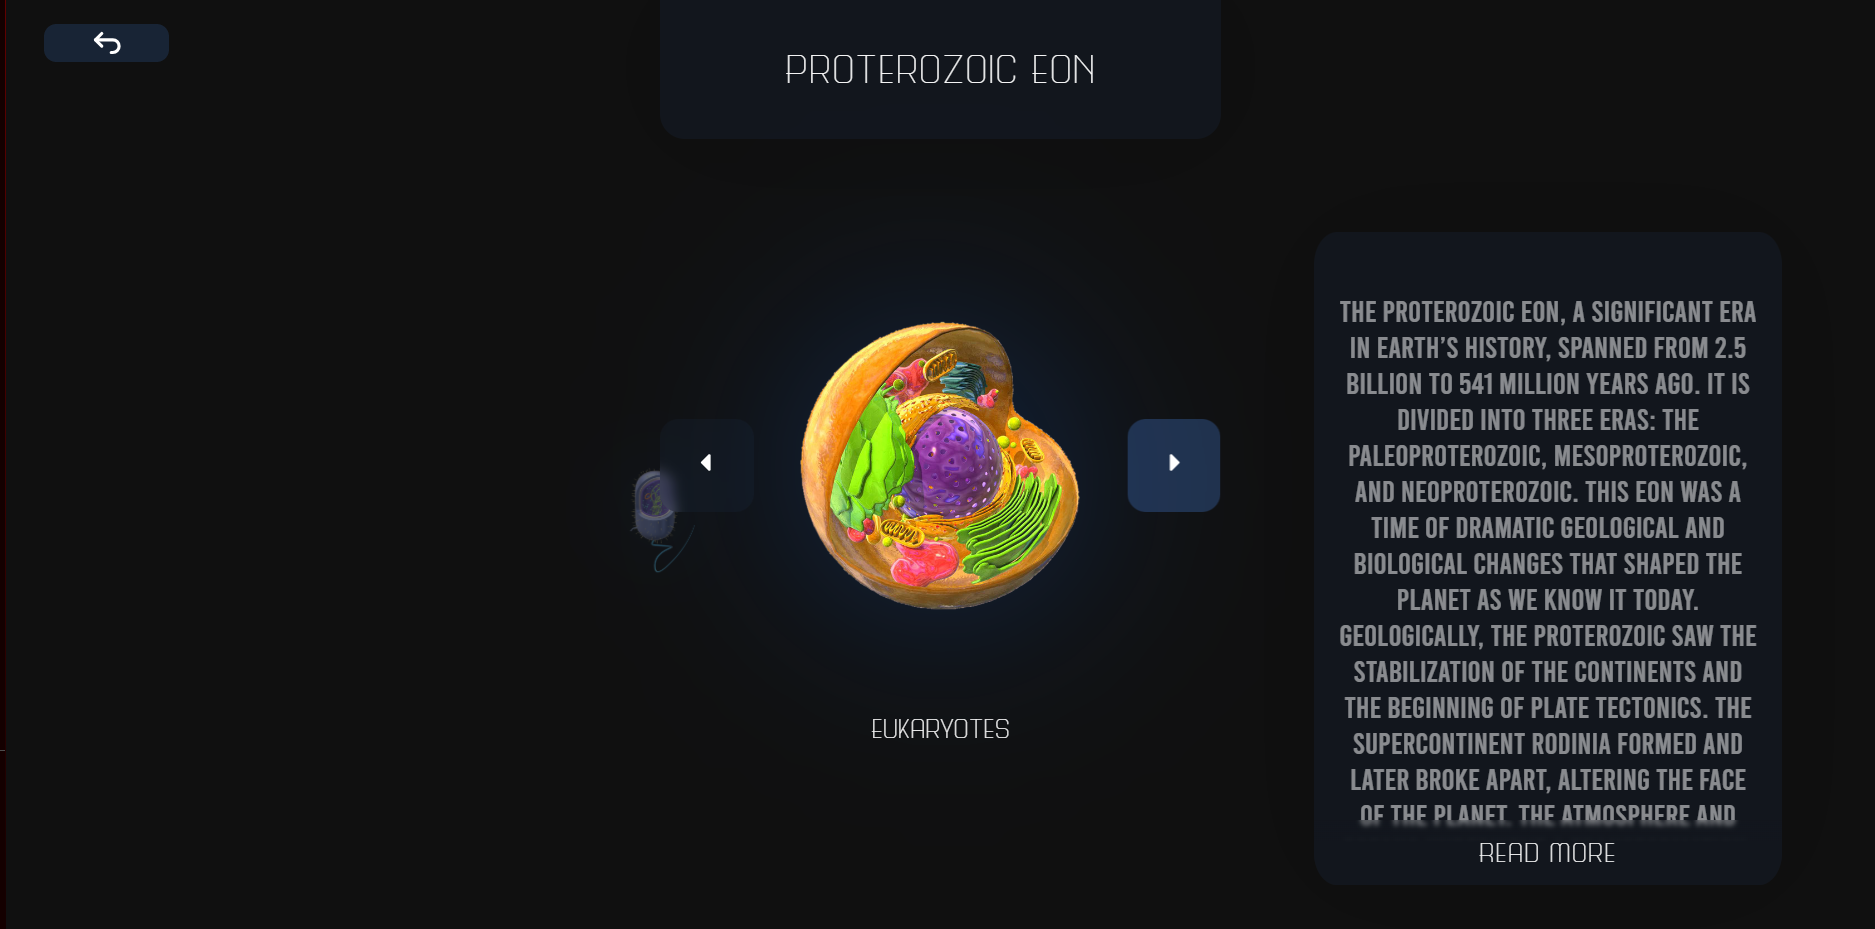 PROTEROZOIC EON
THE PROTEROZOIC EON, A SIGNIFICANT ERA
IN EARTH'S HISTORY, SPANNED FROM 2.5
BILLION TO 541 MILLION YEARS AGO. IT IS
DIVIDED INTO THREE ERAS: THE
PALEOPROTEROZOIC, MESOPROTEROZOIC,
AND NEOPROTEROZOIC. THIS EON WAS A
TIME OF DRAMATIC GEOLOGICAL AND
BIOLOGICAL CHANGES THAT SHAPED THE
PLANET AS WE KNOW IT TODAY.
GEOLOGICALLY, THE PROTEROZOIC SAW THE
STABILIZATION OF THE CONTINENTS AND
THE BEGINNING OF PLATE TECTONICS. THE
SUPERCONTINENT RODINIA FORMED AND
LATER BROKE APART, ALTERING THE FACE
OF THE PLANET. THE ATMOSPHERE AND
READ MORE
EUKARYOTES